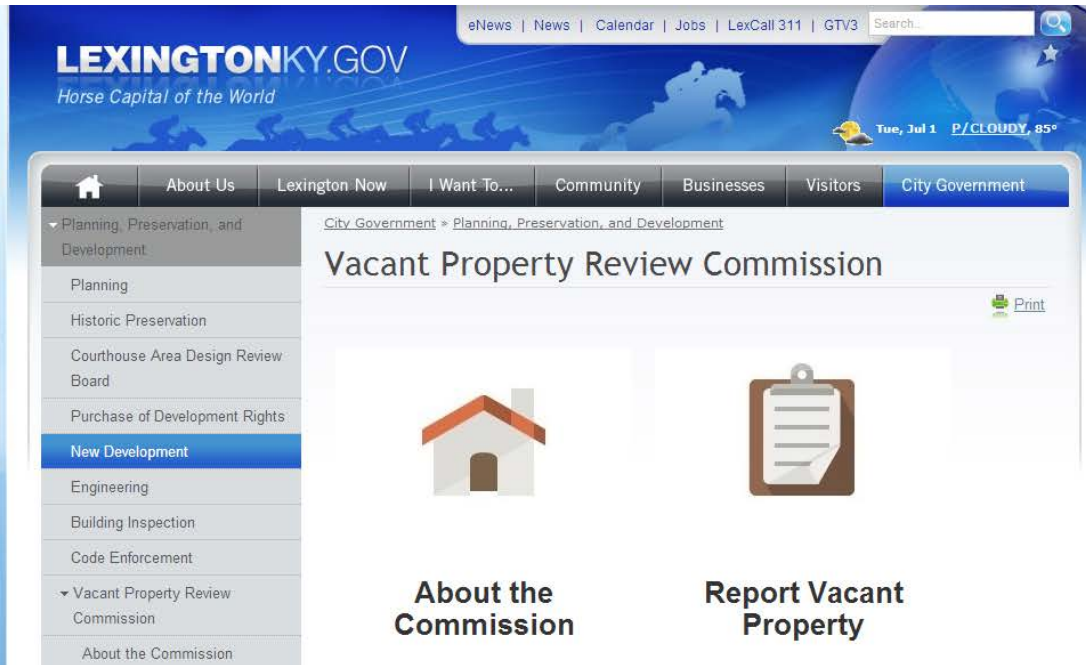 eNews | News | Calendar | Jobs | LexCall 311 | GTV3 Search...
LEXINGTONKY.GOV
Horse Capital of the World
Tue, Jul 1 P/CLOUDY, 85°
About Us Lexington Now I Want To... Community Businesses Visitors City Government
Planning, Preservation, and
Development
Planning
Historic Preservation
Courthouse Area Design Review
Board
Purchase of Development Rights
New Development
Engineering
Building Inspection
Code Enforcement
Vacant Property Review
Commission
About the Commission
City Government » Planning, Preservation, and Development
Vacant Property Review Commission
Print
About the
Commission
Report Vacant
Property